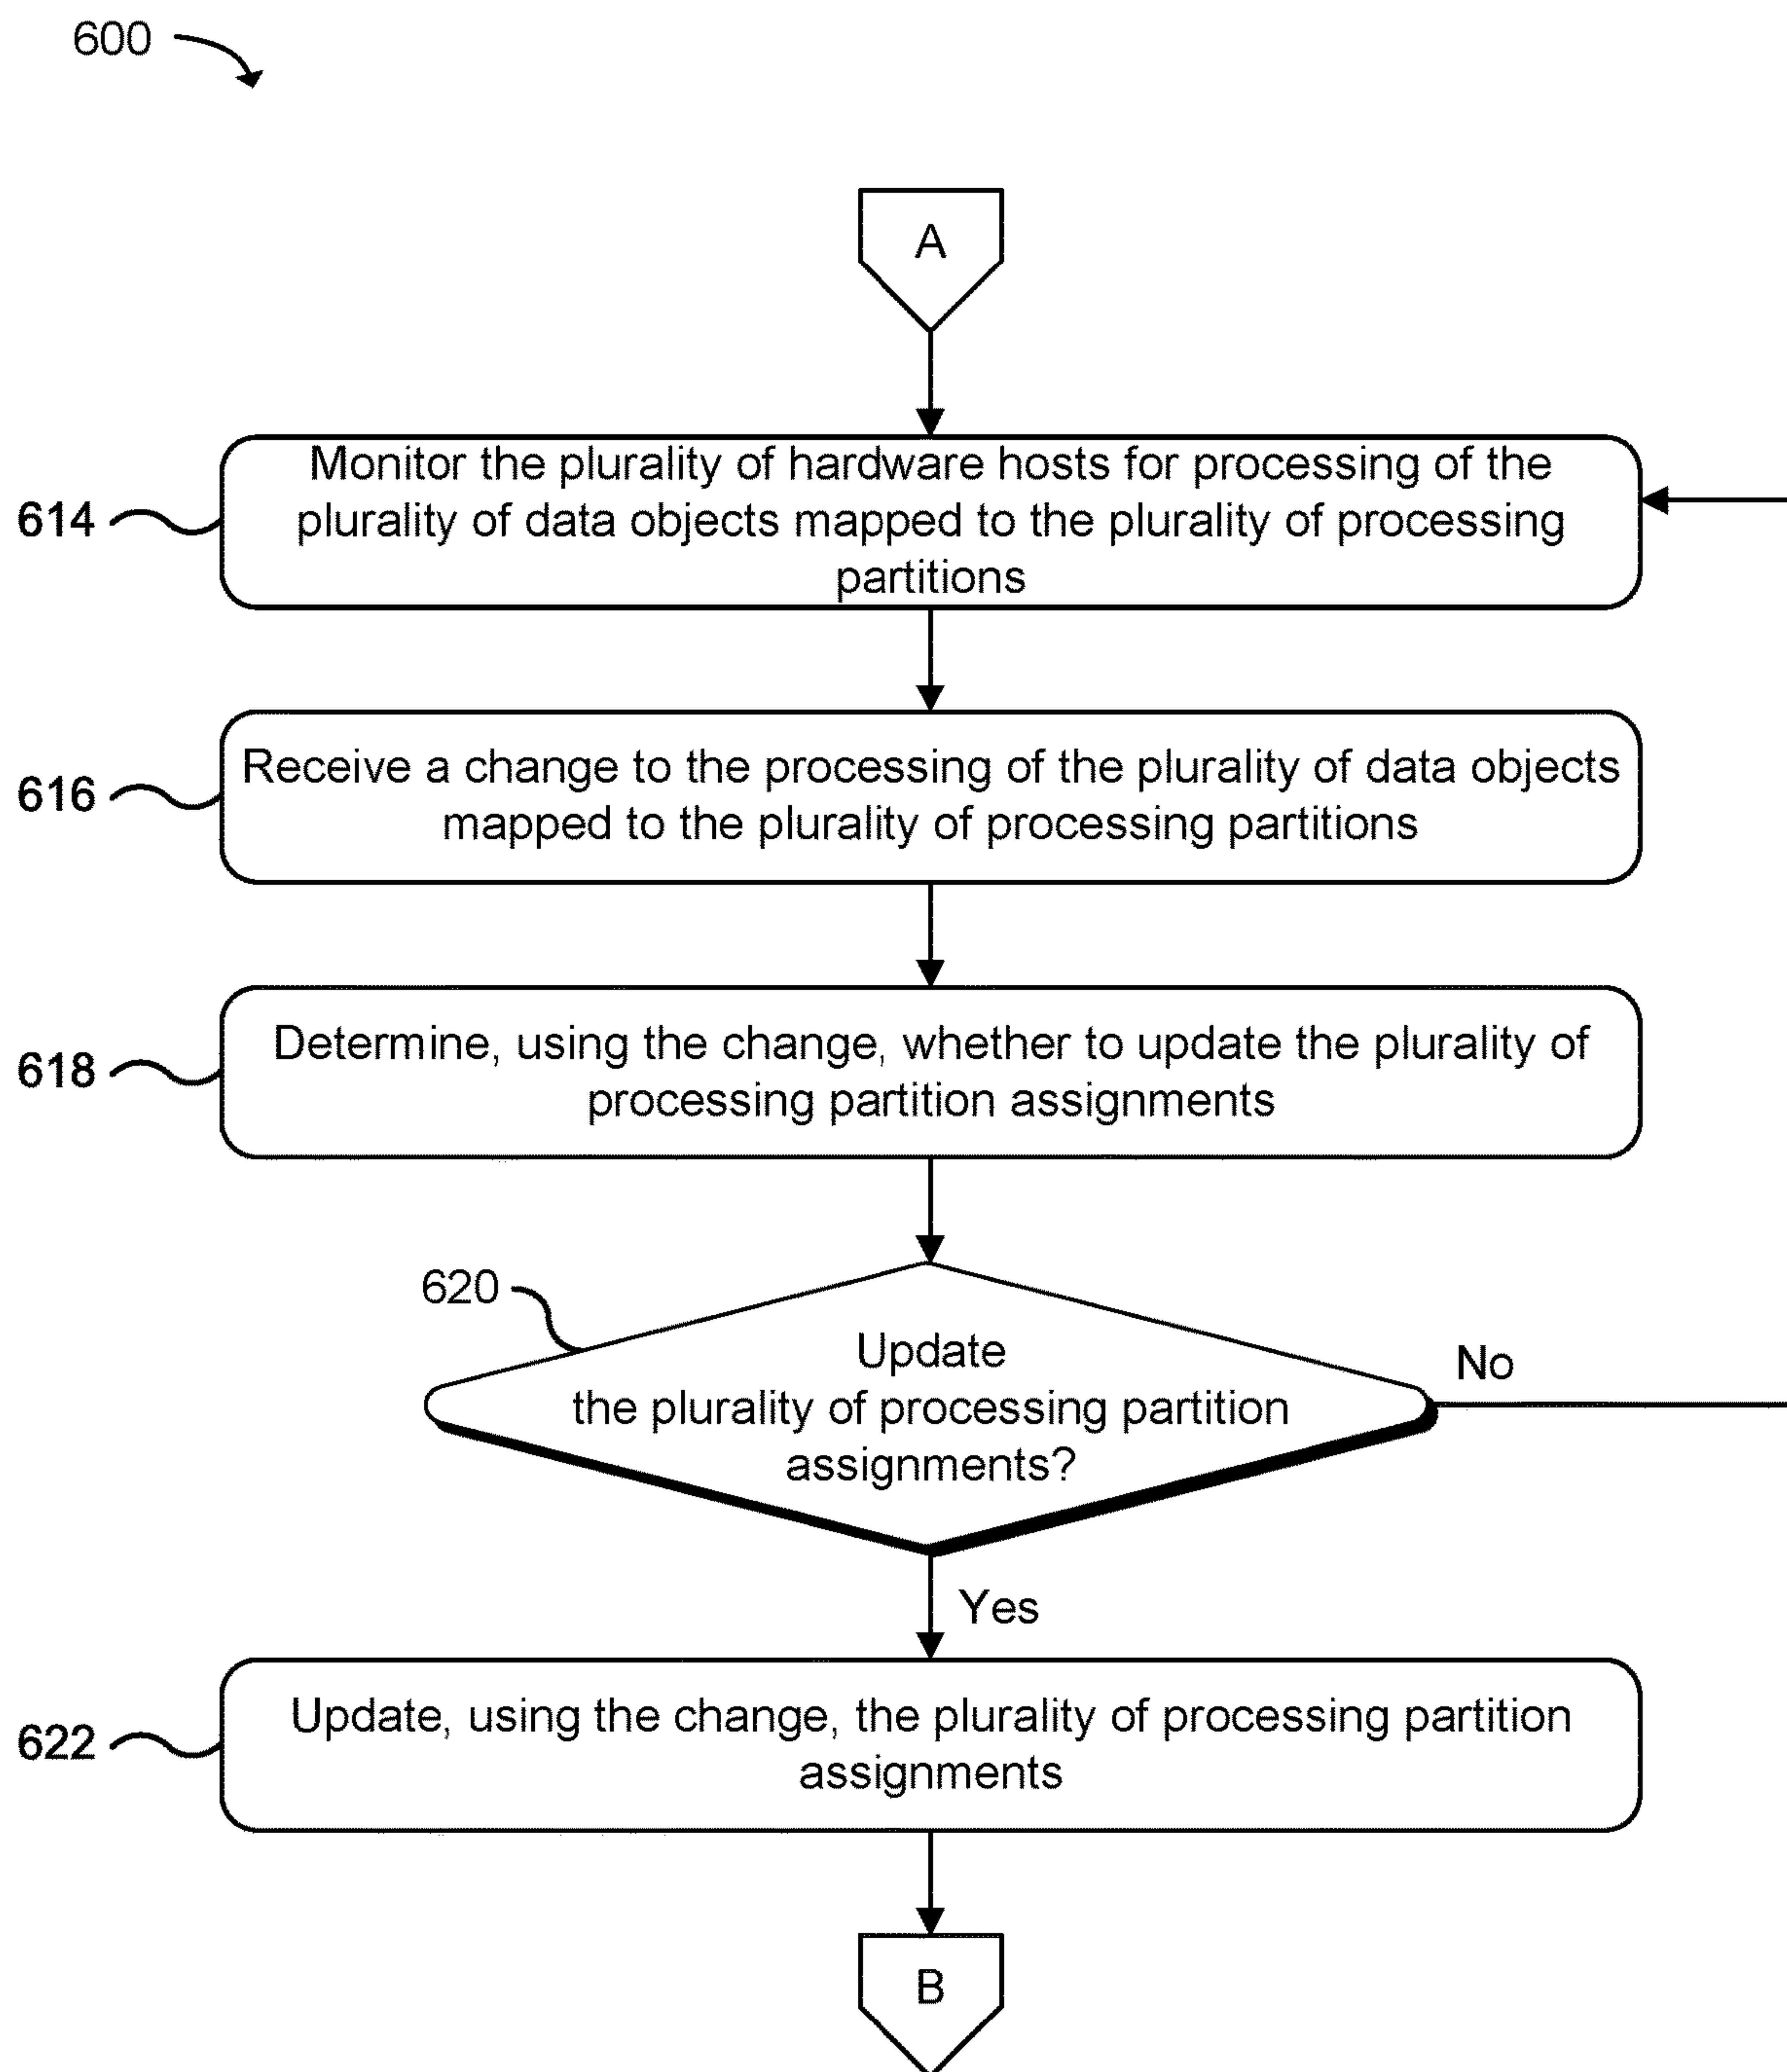 600
A
614
Monitor the plurality of hardware hosts for processing of the
plurality of data objects mapped to the plurality of processing
partitions
616
Receive a change to the processing of the plurality of data objects
mapped to the plurality of processing partitions
618
Determine, using the change, whether to update the plurality of
processing partition assignments
620
Update
the plurality of processing partition
assignments?
No
Yes
622
Update, using the change, the plurality of processing partition
assignments
B